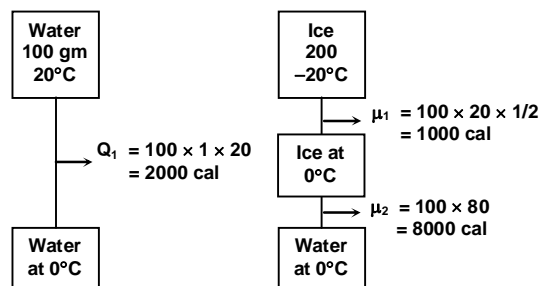 Water
100 gm
20°C
Q₁ = 100 × 1 × 20
= 2000 cal
Water
at 0°C
Ice
200
–20°C
μ₁ = 100 × 20 × 1/2
= 1000 cal
Ice at
0°C
μ₂ = 100 × 80
= 8000 cal
Water
at 0°C